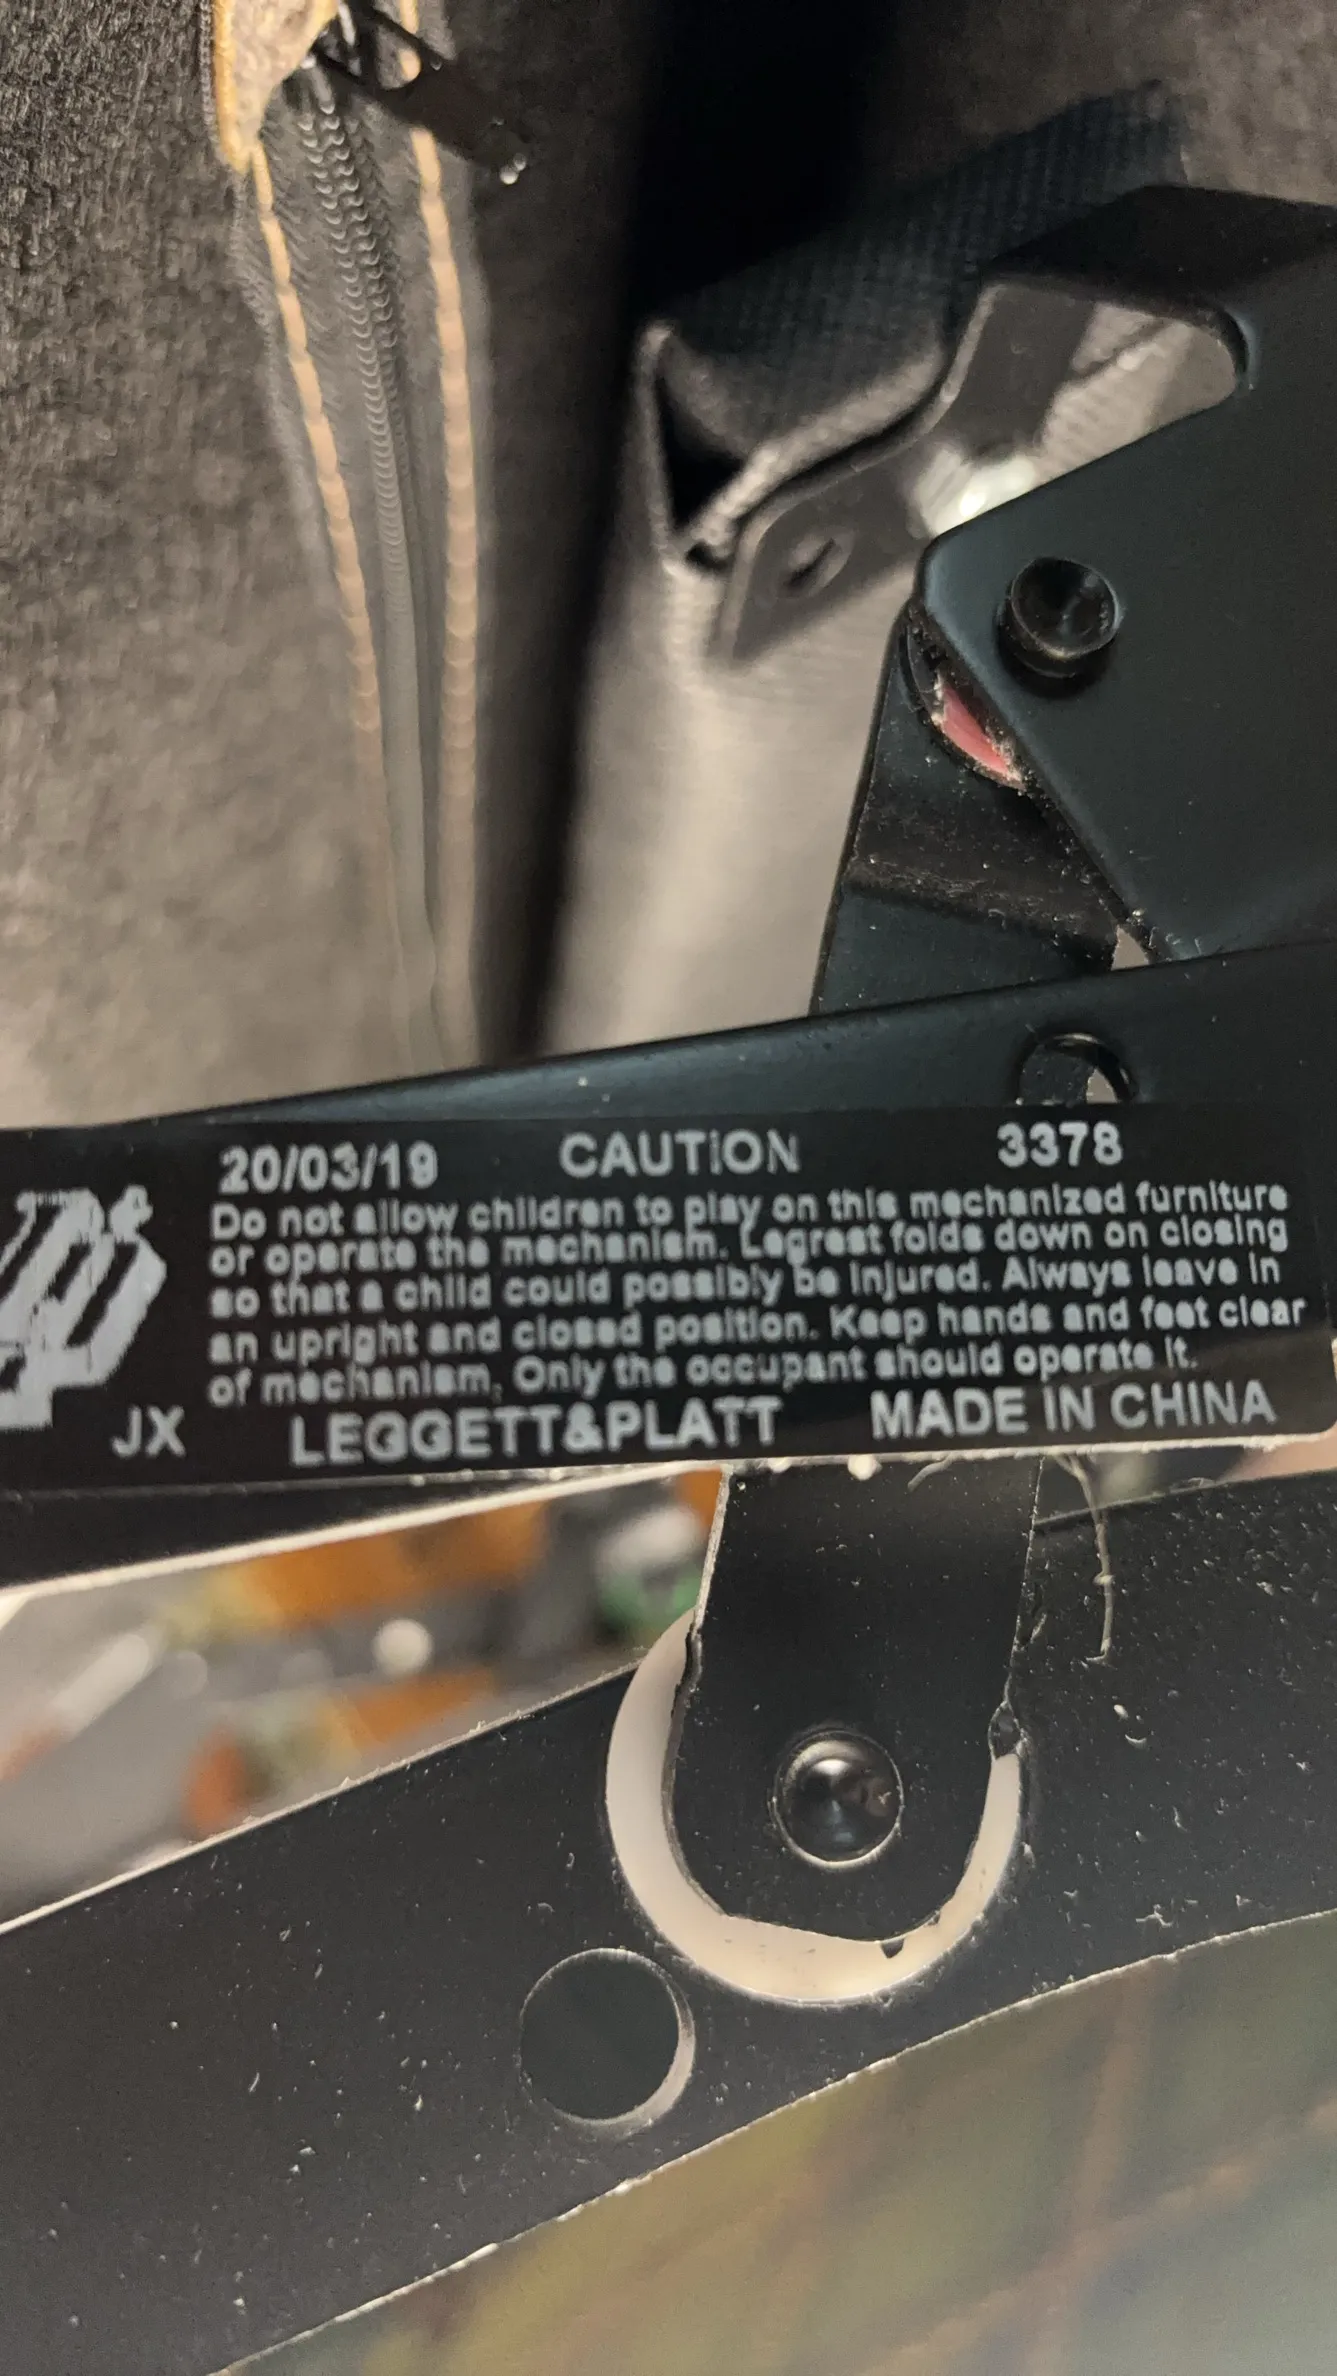 20/03/19 CAUTION 3378
Do not allow children to play on this mechanized furniture
or operate the mechanism. Legrest folds down on closing
so that a child could possibly be injured. Always leave in
an upright and closed position. Keep hands and feet clear
of mechanism. Only the occupant should operate it.
JX LEGGETT&PLATT MADE IN CHINA